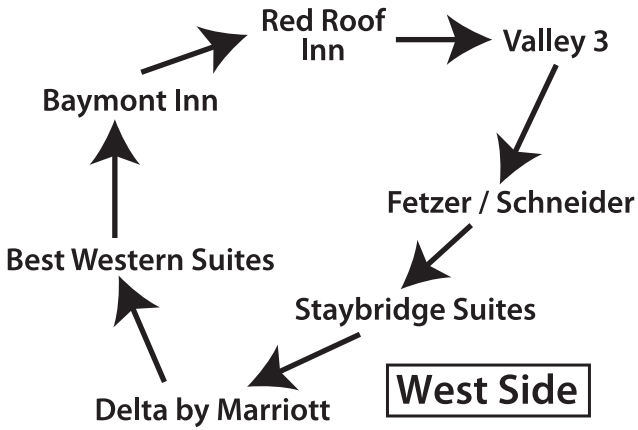 Red Roof
Inn
Valley 3
Baymont Inn
Fetzer / Schneider
Best Western Suites
Staybridge Suites
West Side
Delta by Marriott